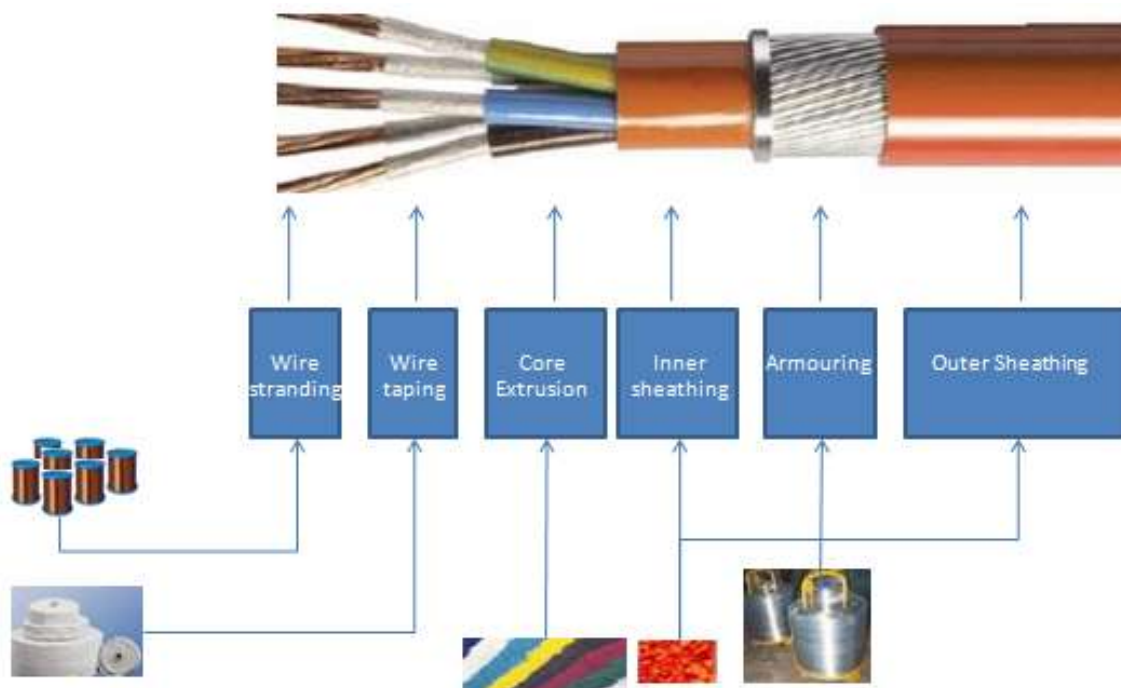 Wire
stranding
Wire
taping
Core
Extrusion
Inner
sheathing
Armouring
Outer Sheathing